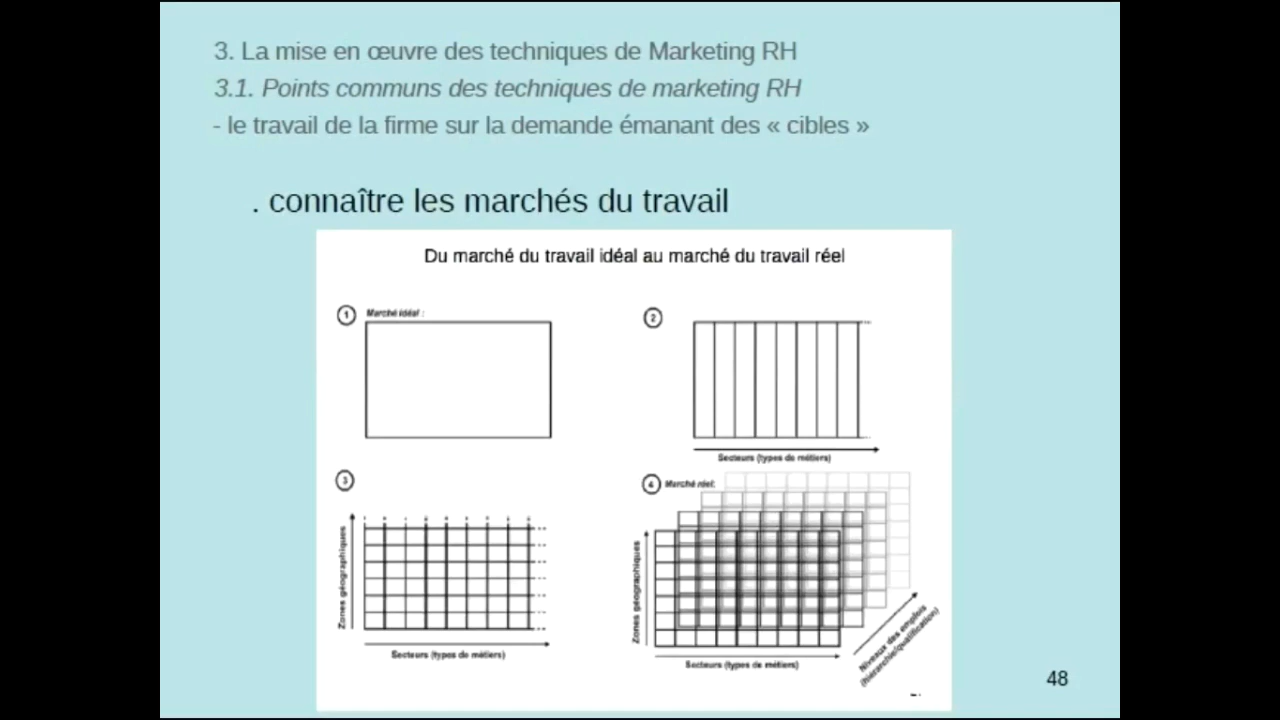 3. La mise en œuvre des techniques de Marketing RH
3.1. Points communs des techniques de marketing RH
- le travail de la firme sur la demande émanant des « cibles »
. connaître les marchés du travail
Du marché du travail idéal au marché du travail réel
1 Marché idéal :
2
Secteurs (types de métiers)
3
Zones géographiques
Secteurs (types de métiers)
4 Marché réel:
Zones géographiques
Secteurs (types de métiers)
Niveaux des emplois
(hiérarchie/qualification)
48